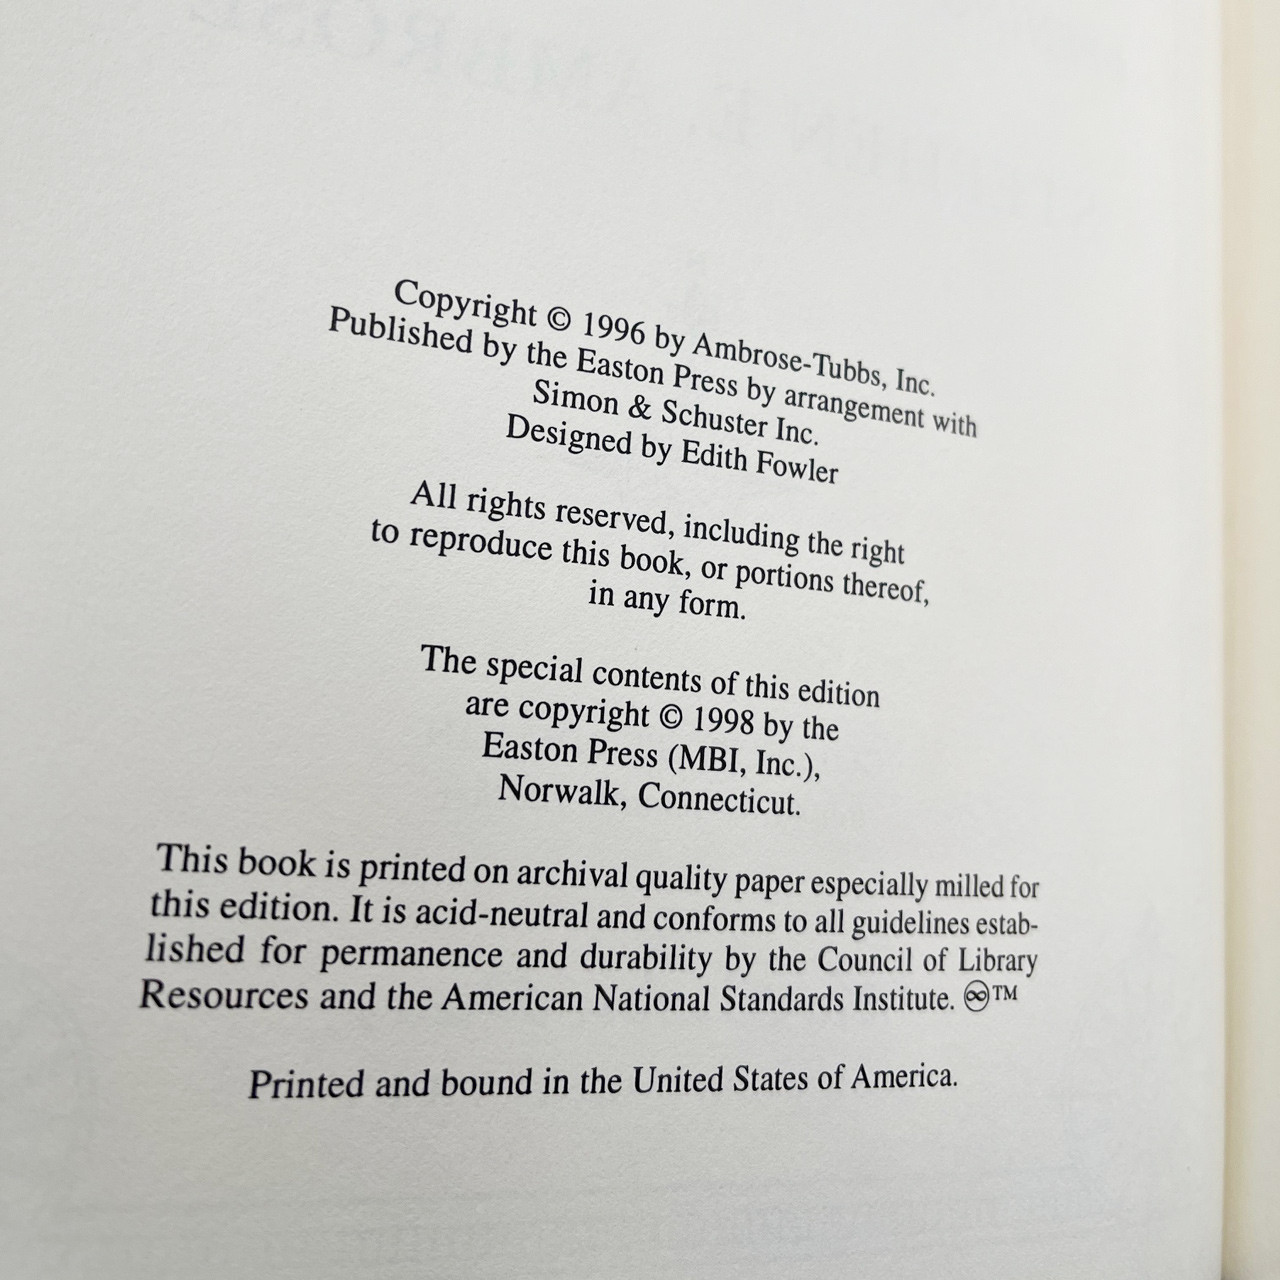 Copyright © 1996 by Ambrose-Tubbs, Inc.
Published by the Easton Press by arrangement with
Simon & Schuster Inc.
Designed by Edith Fowler
All rights reserved, including the right
to reproduce this book, or portions thereof,
in any form.
The special contents of this edition
are copyright © 1998 by the
Easton Press (MBI, Inc.),
Norwalk, Connecticut.
This book is printed on archival quality paper especially milled for
this edition. It is acid-neutral and conforms to all guidelines estab-
lished for permanence and durability by the Council of Library
Resources and the American National Standards Institute. ♾™
Printed and bound in the United States of America.